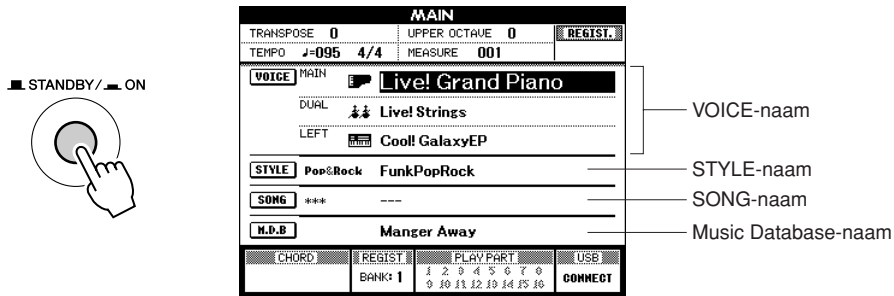 MAIN
TRANSPOSE 0 UPPER OCTAVE 0 REGIST.
TEMPO ♩=095 4/4 MEASURE 001
STANDBY/ ON
VOICE MAIN Live! Grand Piano
DUAL Live! Strings
LEFT Cool! GalaxyEP
VOICE-naam
STYLE Pop&Rock FunkPopRock STYLE-naam
SONG *** --- SONG-naam
M.D.B Manger Away Music Database-naam
CHORD REGIST PLAY PART USB
BANK: 1 1 2 3 4 5 6 7 8 CONNECT
9 10 11 12 13 14 15 16